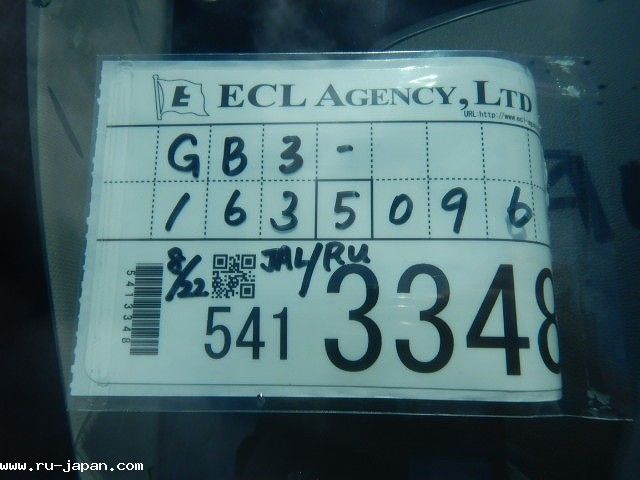 E ECL AGENCY, LTD
URL:http://www.ecl-
GB3-
1635096
8/22 JAL/RU
5413348
541 3348
www.ru-japan.com